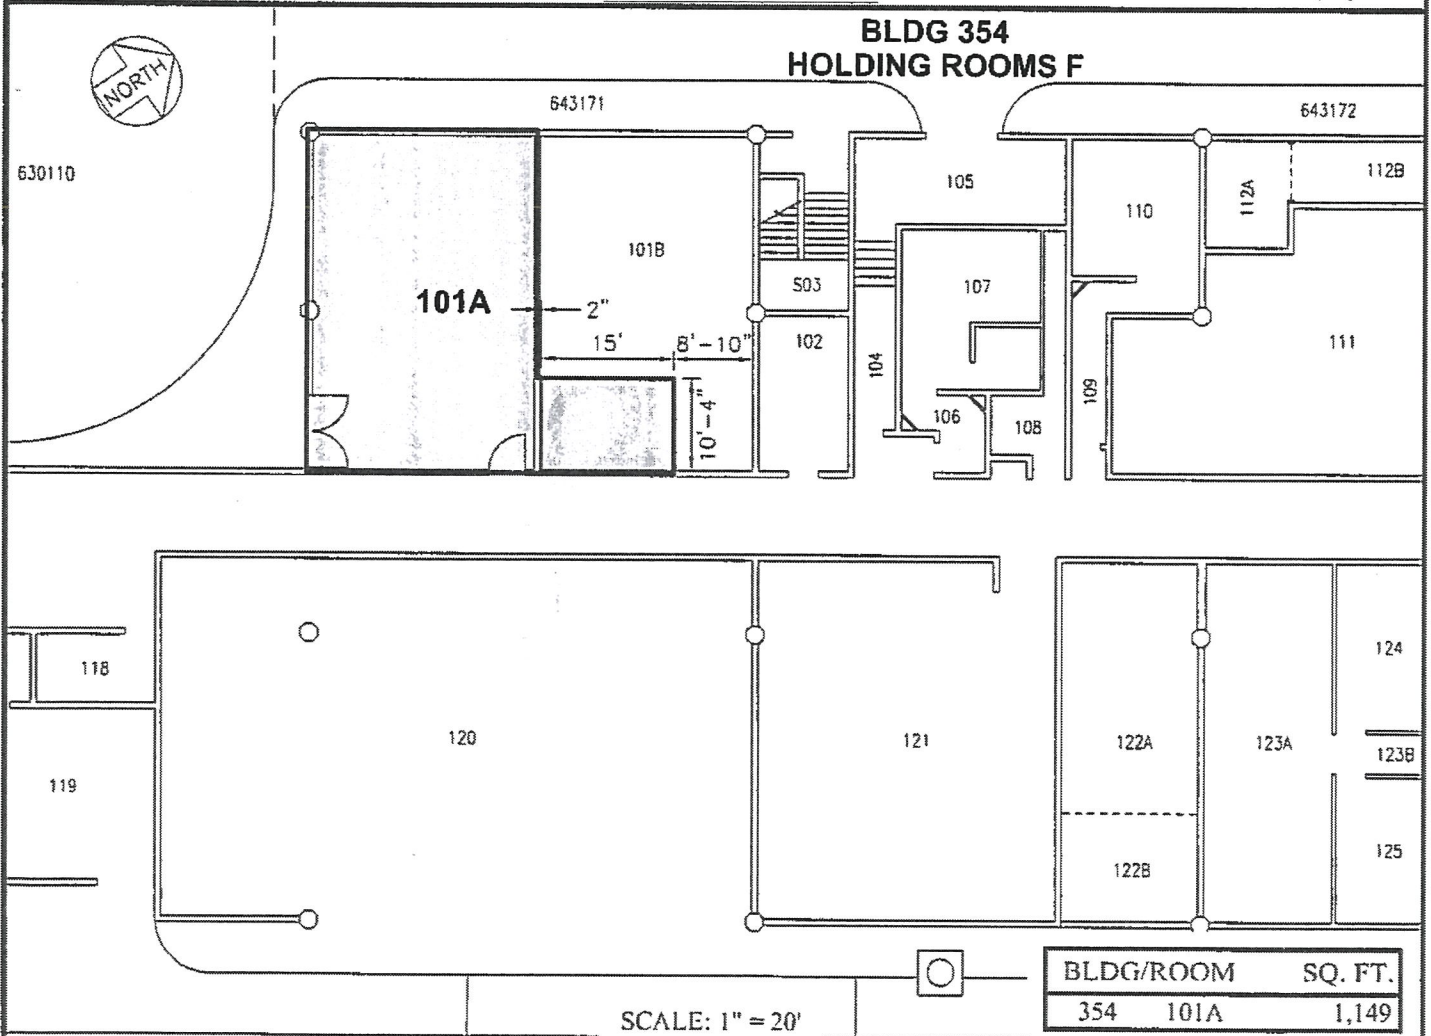 BLDG 354
HOLDING ROOMS F
NORTH
643171
643172
630110
105
112A
112B
110
101B
S03
107
101A
2"
15'
8'-10"
102
104
111
109
10'-4"
106
108
118
124
120
121
122A
123A
123B
119
125
122B
BLDG/ROOM SQ. FT.
354 101A 1,149
SCALE: 1" = 20'